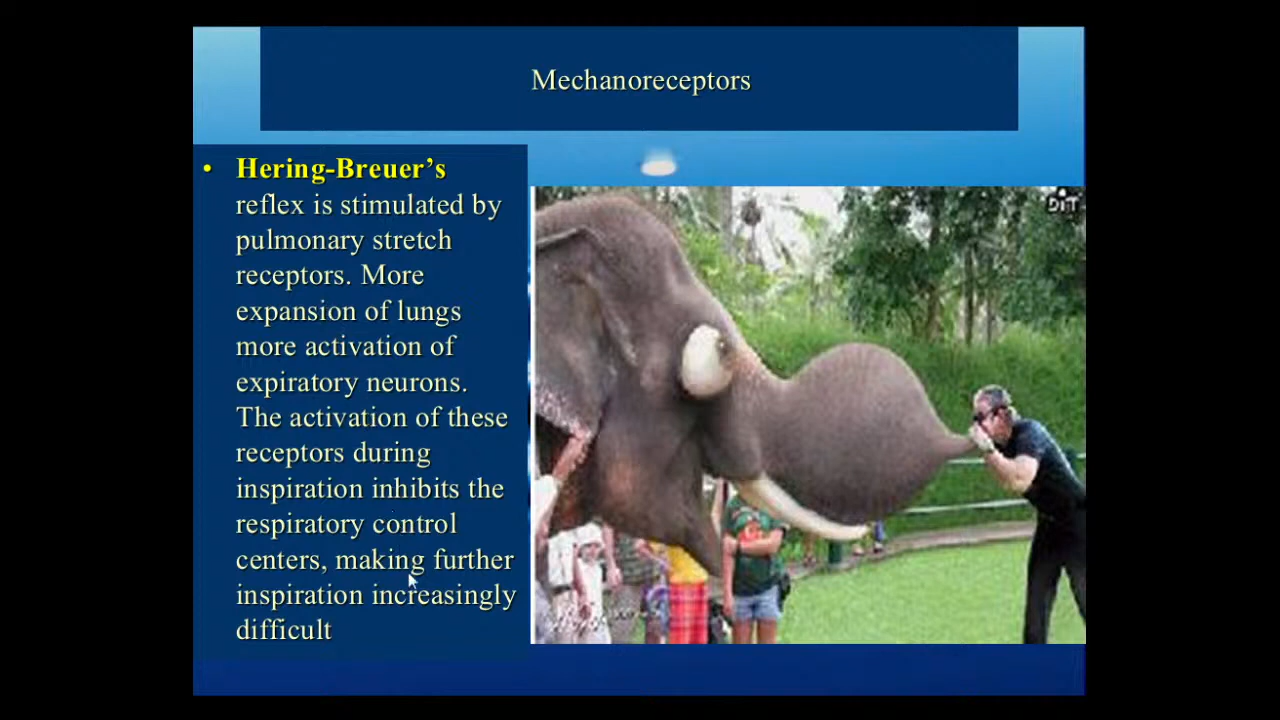 Mechanoreceptors
• Hering-Breuer’s
reflex is stimulated by
pulmonary stretch
receptors. More
expansion of lungs
more activation of
expiratory neurons.
The activation of these
receptors during
inspiration inhibits the
respiratory control
centers, making further
inspiration increasingly
difficult
DiT